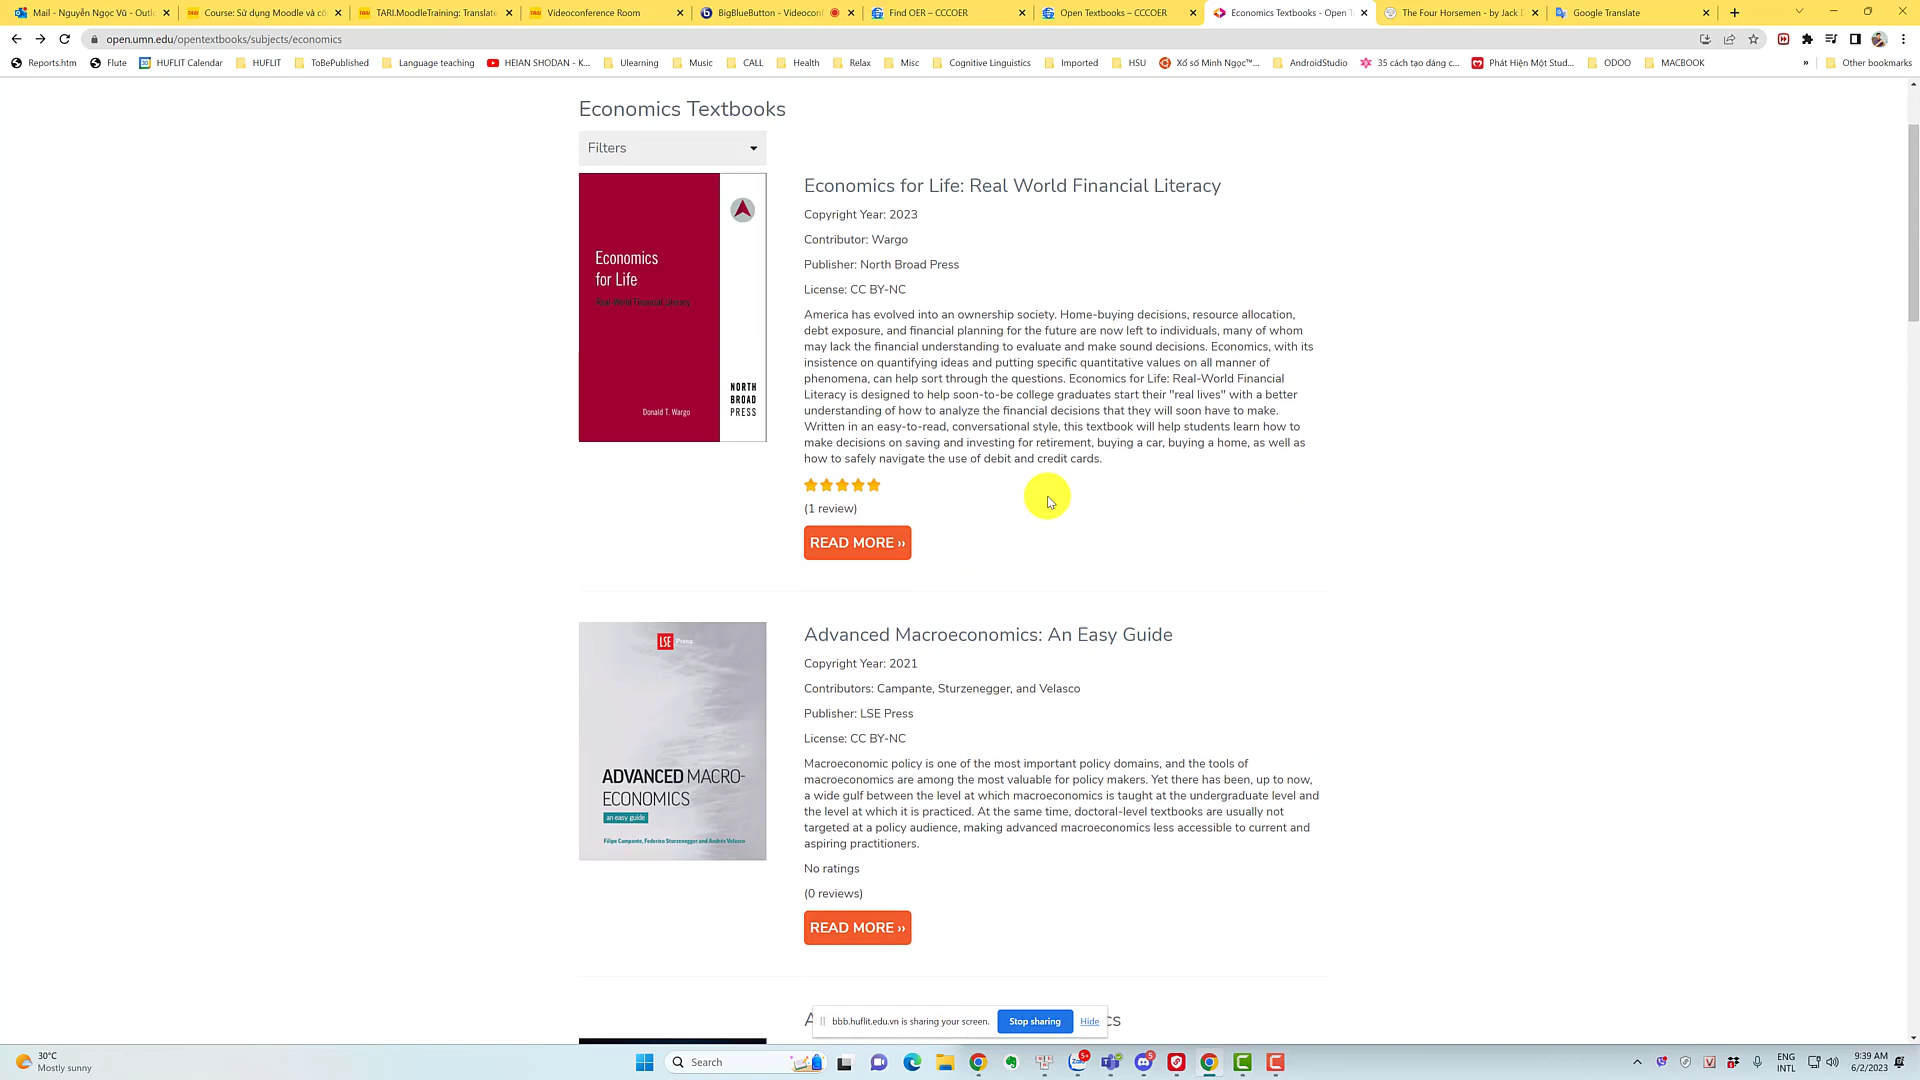 Mail - Nguyễn Ngọc Vũ - Outl
Course: Sử dụng Moodle và cô
TARI.MoodleTraining: Translate
Videoconference Room
BigBlueButton - Videoconf
Find OER – CCCOER
Open Textbooks – CCCOER
Economics Textbooks - Open T
The Four Horsemen - by Jack D
Google Translate
open.umn.edu/opentextbooks/subjects/economics
Reports.htm
Flute
HUFLIT Calendar
HUFLIT
ToBePublished
Language teaching
HEIAN SHODAN - K...
Ulearning
Music
CALL
Health
Relax
Misc
Cognitive Linguistics
Imported
HSU
Xổ số Minh Ngọc™...
AndroidStudio
35 cách tạo dáng c...
Phát Hiện Một Stud...
ODOO
MACBOOK
»
Other bookmarks
Economics Textbooks
Filters
Economics
for Life
Real-World Financial Literacy
Donald T. Wargo
NORTH
BROAD
PRESS
Economics for Life: Real World Financial Literacy
Copyright Year: 2023
Contributor: Wargo
Publisher: North Broad Press
License: CC BY-NC
America has evolved into an ownership society. Home-buying decisions, resource allocation,
debt exposure, and financial planning for the future are now left to individuals, many of whom
may lack the financial understanding to evaluate and make sound decisions. Economics, with its
insistence on quantifying ideas and putting specific quantitative values on all manner of
phenomena, can help sort through the questions. Economics for Life: Real-World Financial
Literacy is designed to help soon-to-be college graduates start their "real lives" with a better
understanding of how to analyze the financial decisions that they will soon have to make.
Written in an easy-to-read, conversational style, this textbook will help students learn how to
make decisions on saving and investing for retirement, buying a car, buying a home, as well as
how to safely navigate the use of debit and credit cards.
(1 review)
READ MORE ››
LSE Press
ADVANCED MACRO-
ECONOMICS
an easy guide
Filipe Campante, Federico Sturzenegger and Andrés Velasco
Advanced Macroeconomics: An Easy Guide
Copyright Year: 2021
Contributors: Campante, Sturzenegger, and Velasco
Publisher: LSE Press
License: CC BY-NC
Macroeconomic policy is one of the most important policy domains, and the tools of
macroeconomics are among the most valuable for policy makers. Yet there has been, up to now,
a wide gulf between the level at which macroeconomics is taught at the undergraduate level and
the level at which it is practiced. At the same time, doctoral-level textbooks are usually not
targeted at a policy audience, making advanced macroeconomics less accessible to current and
aspiring practitioners.
No ratings
(0 reviews)
READ MORE ››
bbb.huflit.edu.vn is sharing your screen.
Stop sharing
Hide
30°C
Mostly sunny
Search
5+
5
ENG
INTL
9:39 AM
6/2/2023